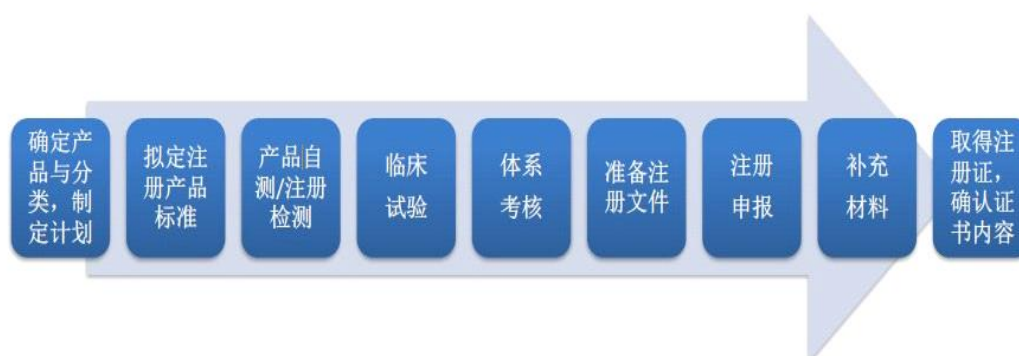 确定产
品与分
类，制
定计划
拟定注
册产品
标准
产品自
测/注册
检测
临床
试验
体系
考核
准备注
册文件
注册
申报
补充
材料
取得注
册证，
确认证
书内容